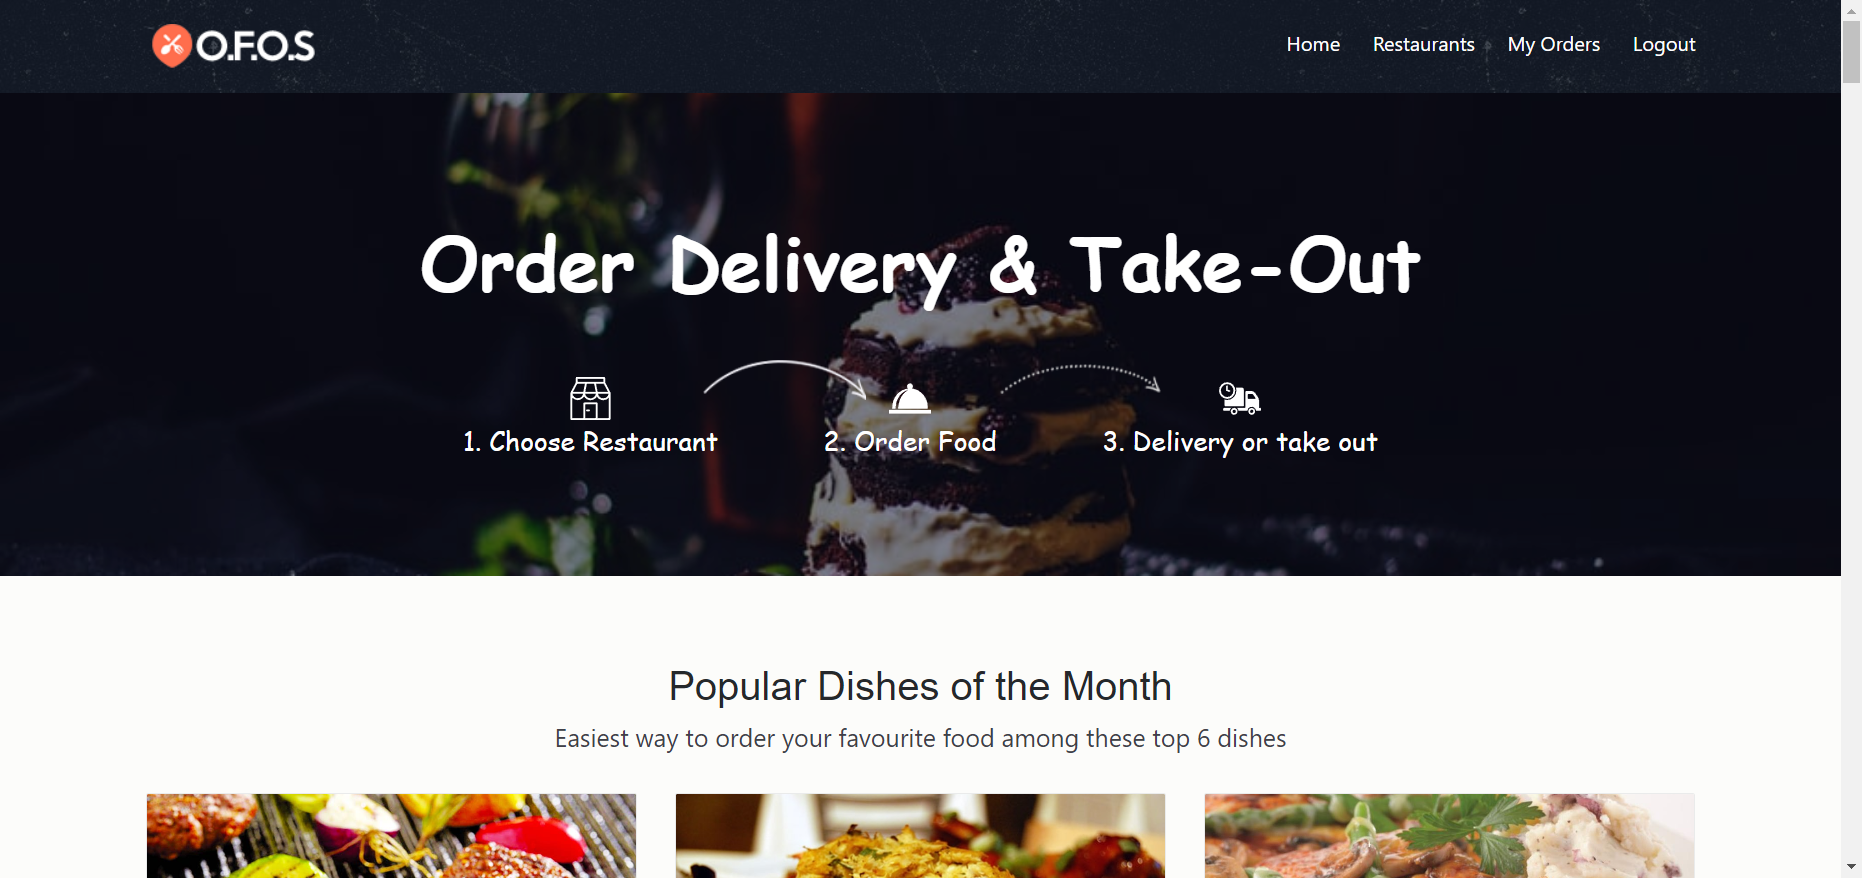 O.F.O.S
Home Restaurants My Orders Logout
Order Delivery & Take-Out
1. Choose Restaurant
2. Order Food
3. Delivery or take out
Popular Dishes of the Month
Easiest way to order your favourite food among these top 6 dishes